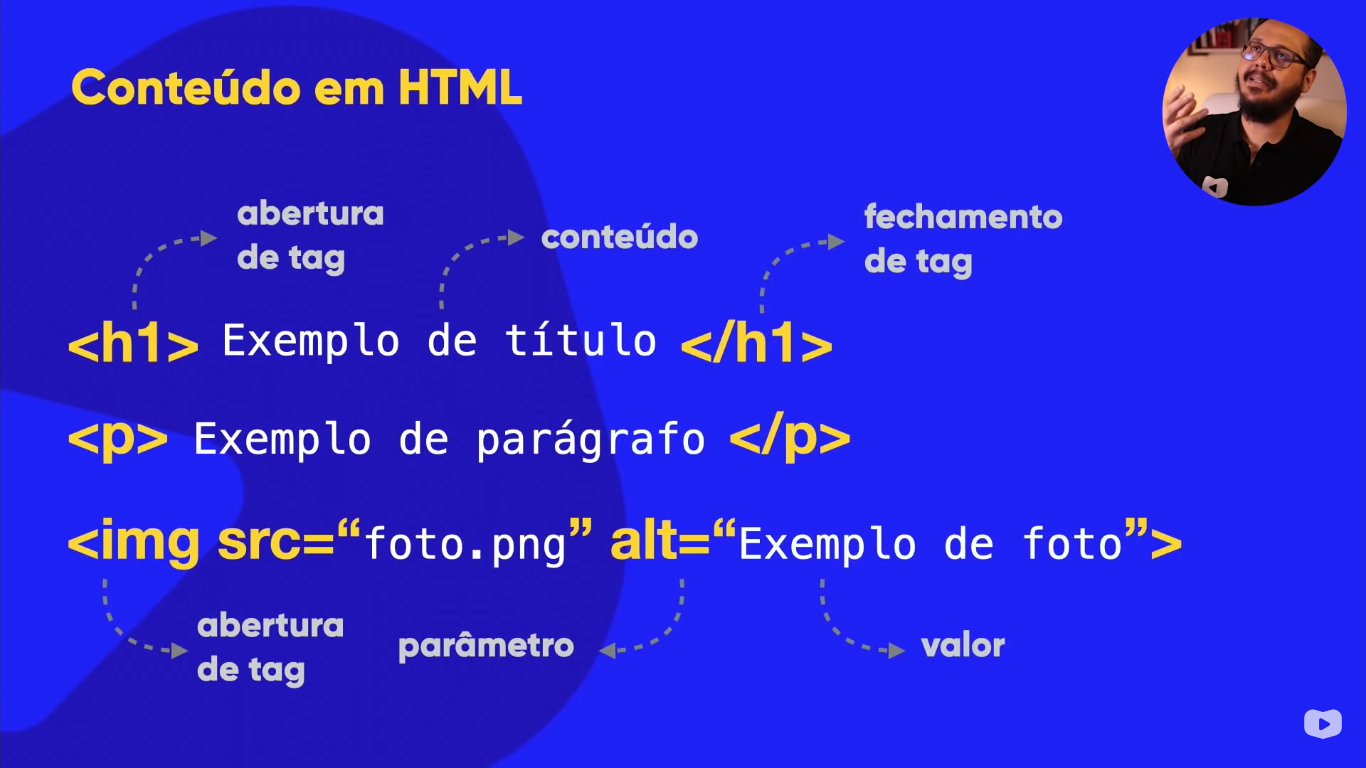 Conteúdo em HTML
abertura
de tag
conteúdo
fechamento
de tag
<h1> Exemplo de título </h1>
<p> Exemplo de parágrafo </p>
<img src=“foto.png” alt=“Exemplo de foto”>
abertura
de tag
parâmetro
valor